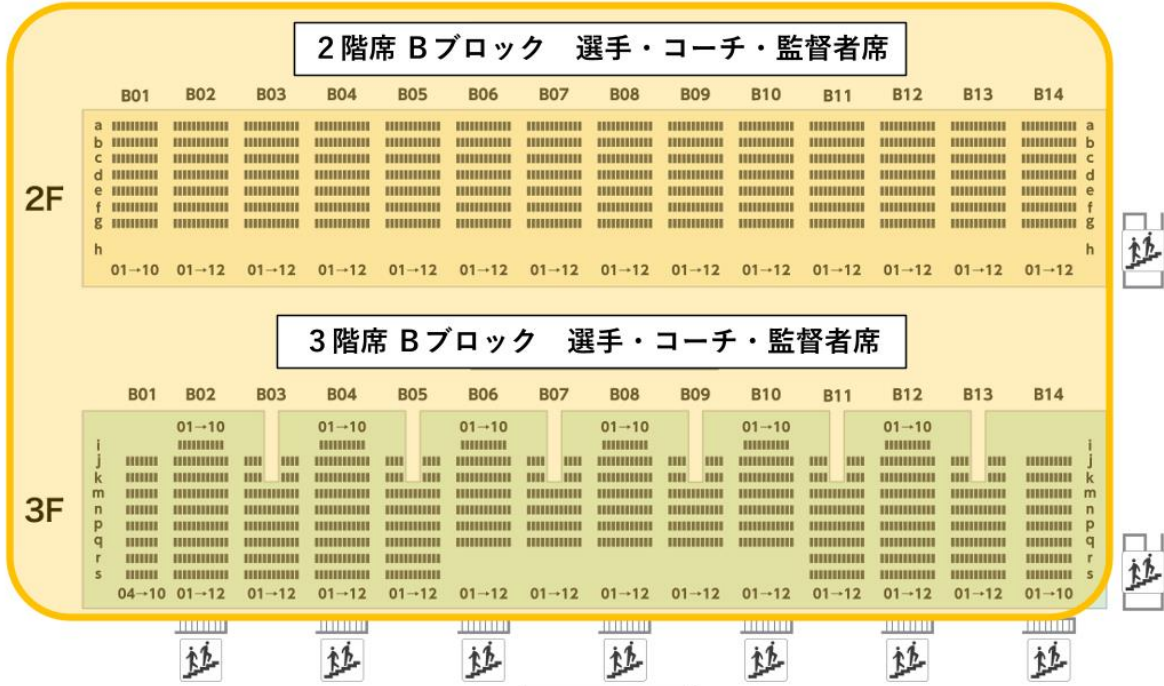 2階席 Bブロック 選手・コーチ・監督者席
B01 B02 B03 B04 B05 B06 B07 B08 B09 B10 B11 B12 B13 B14
a a
b b
c c
d d
2F
e e
f f
g g
h h
01→10 01→12 01→12 01→12 01→12 01→12 01→12 01→12 01→12 01→12 01→12 01→12 01→12 01→12
3階席 Bブロック 選手・コーチ・監督者席
B01 B02 B03 B04 B05 B06 B07 B08 B09 B10 B11 B12 B13 B14
01→10 01→10 01→10 01→10 01→10 01→10
i i
j j
k k
m m
n n
3F
p p
q q
r r
s s
04→10 01→12 01→12 01→12 01→12 01→12 01→12 01→12 01→12 01→12 01→12 01→12 01→12 01→10